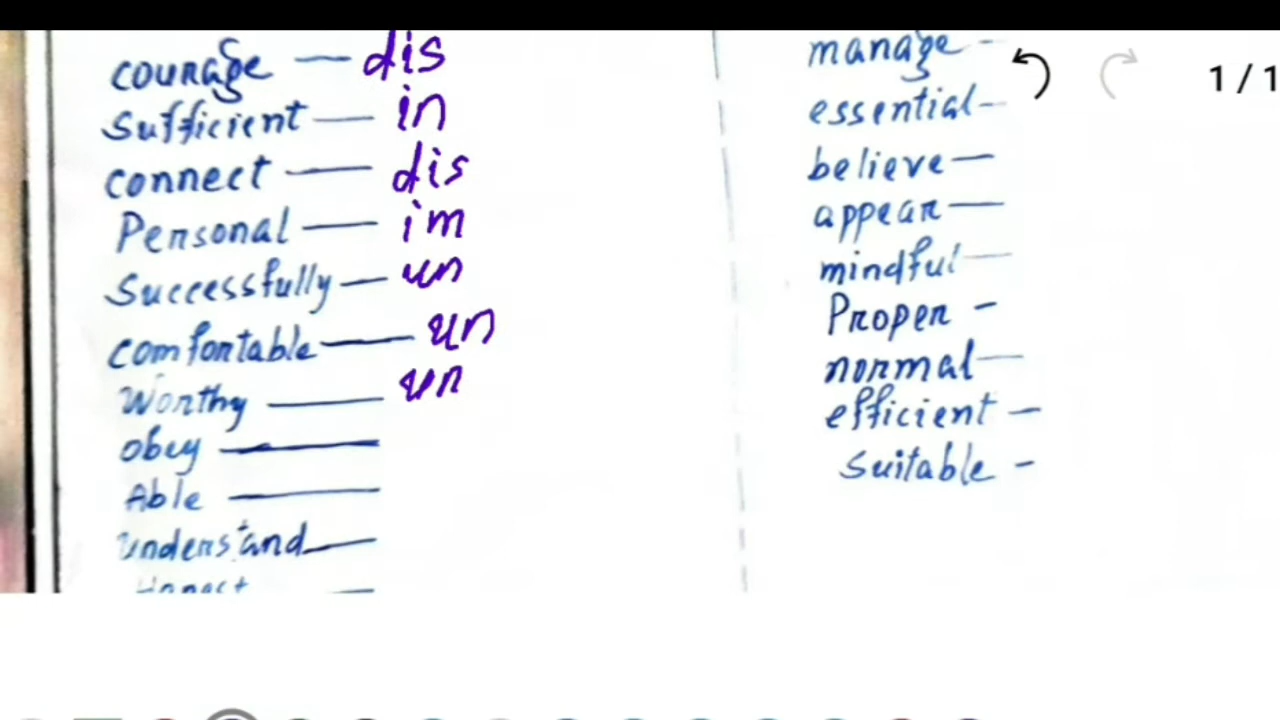 courage — dis
Sufficient — in
connect — dis
Personal — im
Successfully — un
comfortable — un
Worthy — un
obey —
Able —
understand —
Honest —
manage -
essential -
believe —
appear —
mindful —
Proper -
normal —
efficient —
Suitable -
1/1